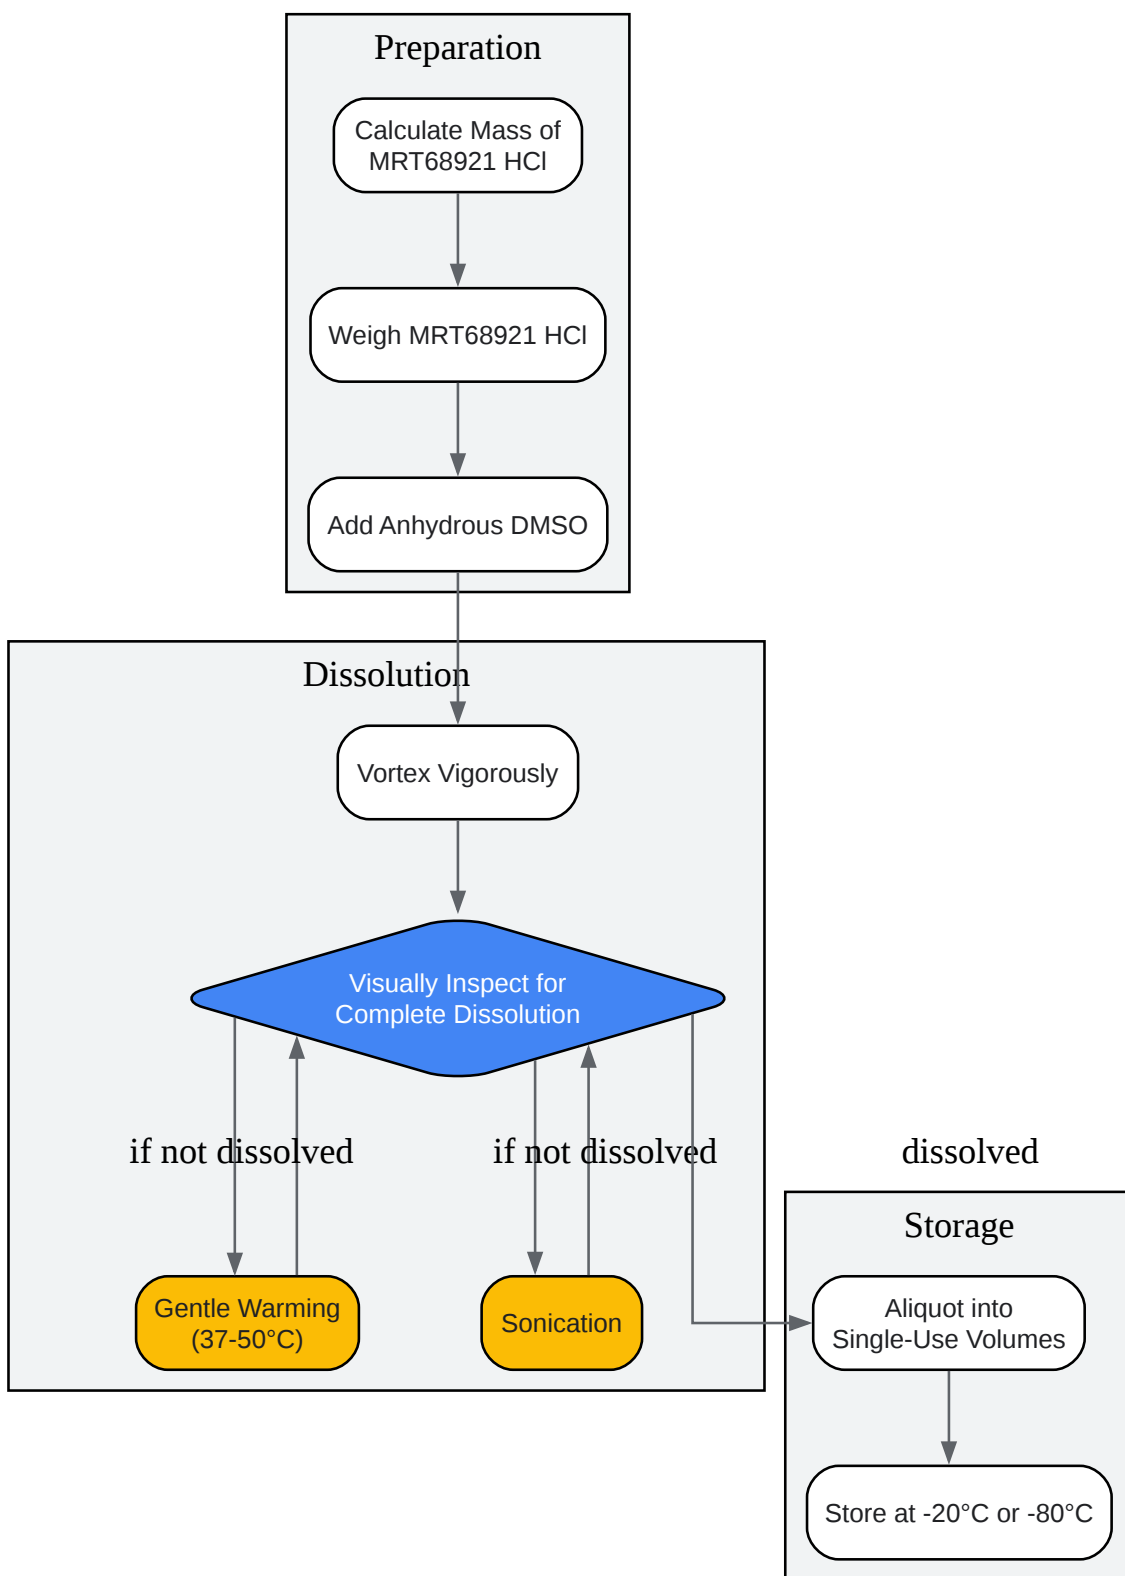 Preparation
Calculate Mass of
MRT68921 HCl
Weigh MRT68921 HCl
Add Anhydrous DMSO
Dissolution
Vortex Vigorously
Visually Inspect for
Complete Dissolution
if not dissolved
if not dissolved
dissolved
Gentle Warming
(37-50°C)
Sonication
Storage
Aliquot into
Single-Use Volumes
Store at -20°C or -80°C